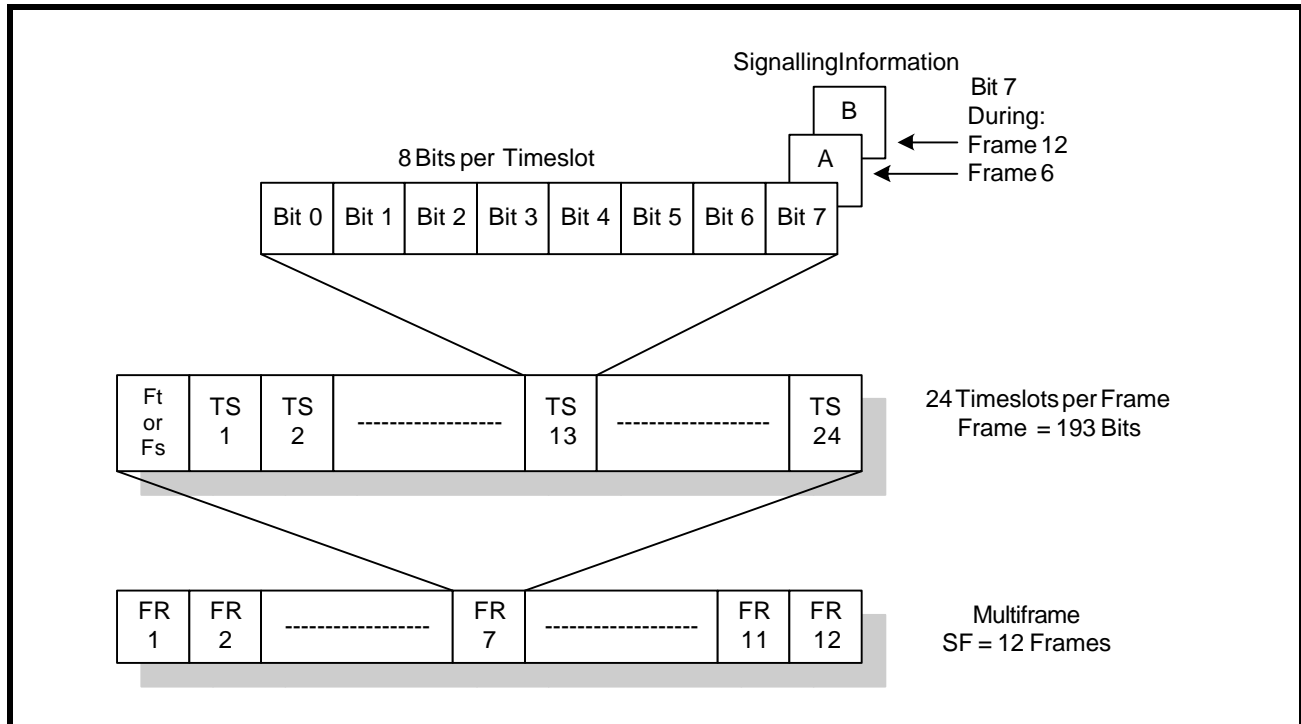 SignallingInformation
Bit 7
During:
Frame 12
Frame 6
B
A
8 Bits per Timeslot
Bit 0 Bit 1 Bit 2 Bit 3 Bit 4 Bit 5 Bit 6 Bit 7
Ft
or
Fs
TS
1
TS
2
TS
13
TS
24
24 Timeslots per Frame
Frame = 193 Bits
FR
1
FR
2
FR
7
FR
11
FR
12
Multiframe
SF = 12 Frames